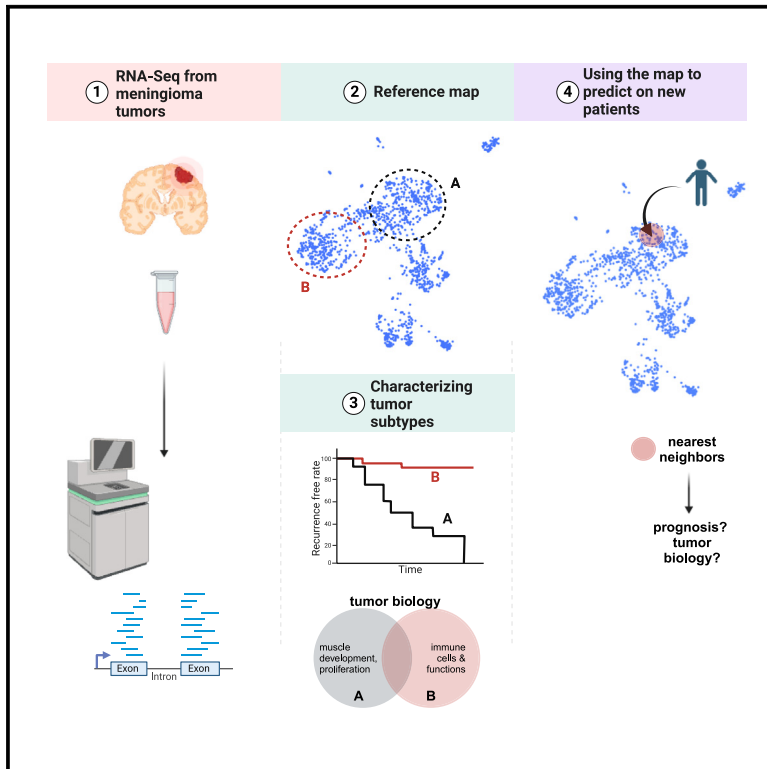 1
RNA-Seq from
meningioma
tumors
Exon
Intron
Exon
2
Reference map
A
B
3
Characterizing
tumor
subtypes
Recurrence free rate
100
80
60
40
20
0
B
A
Time
tumor biology
muscle
development,
proliferation
A
immune
cells &
functions
B
4
Using the map to
predict on new
patients
nearest
neighbors
prognosis?
tumor
biology?